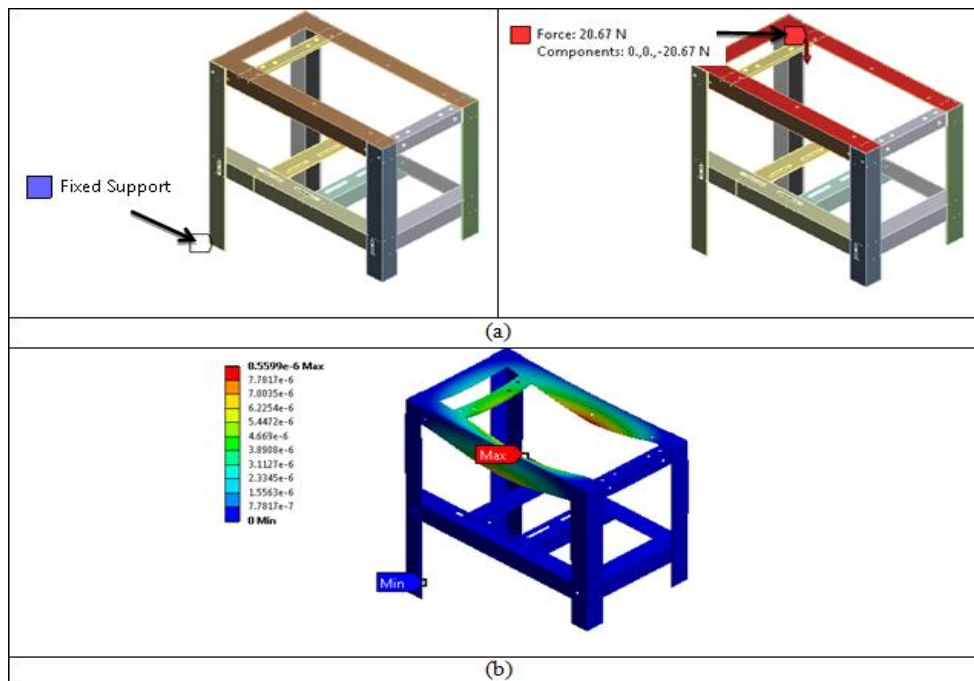 Force: 20.67 N
Components: 0.,0.,-20.67 N
Fixed Support
(a)
8.5599e-6 Max
7.7817e-6
7.0035e-6
6.2254e-6
5.4472e-6
4.669e-6
3.8908e-6
3.1127e-6
2.3345e-6
1.5563e-6
7.7817e-7
0 Min
Max
Min
(b)